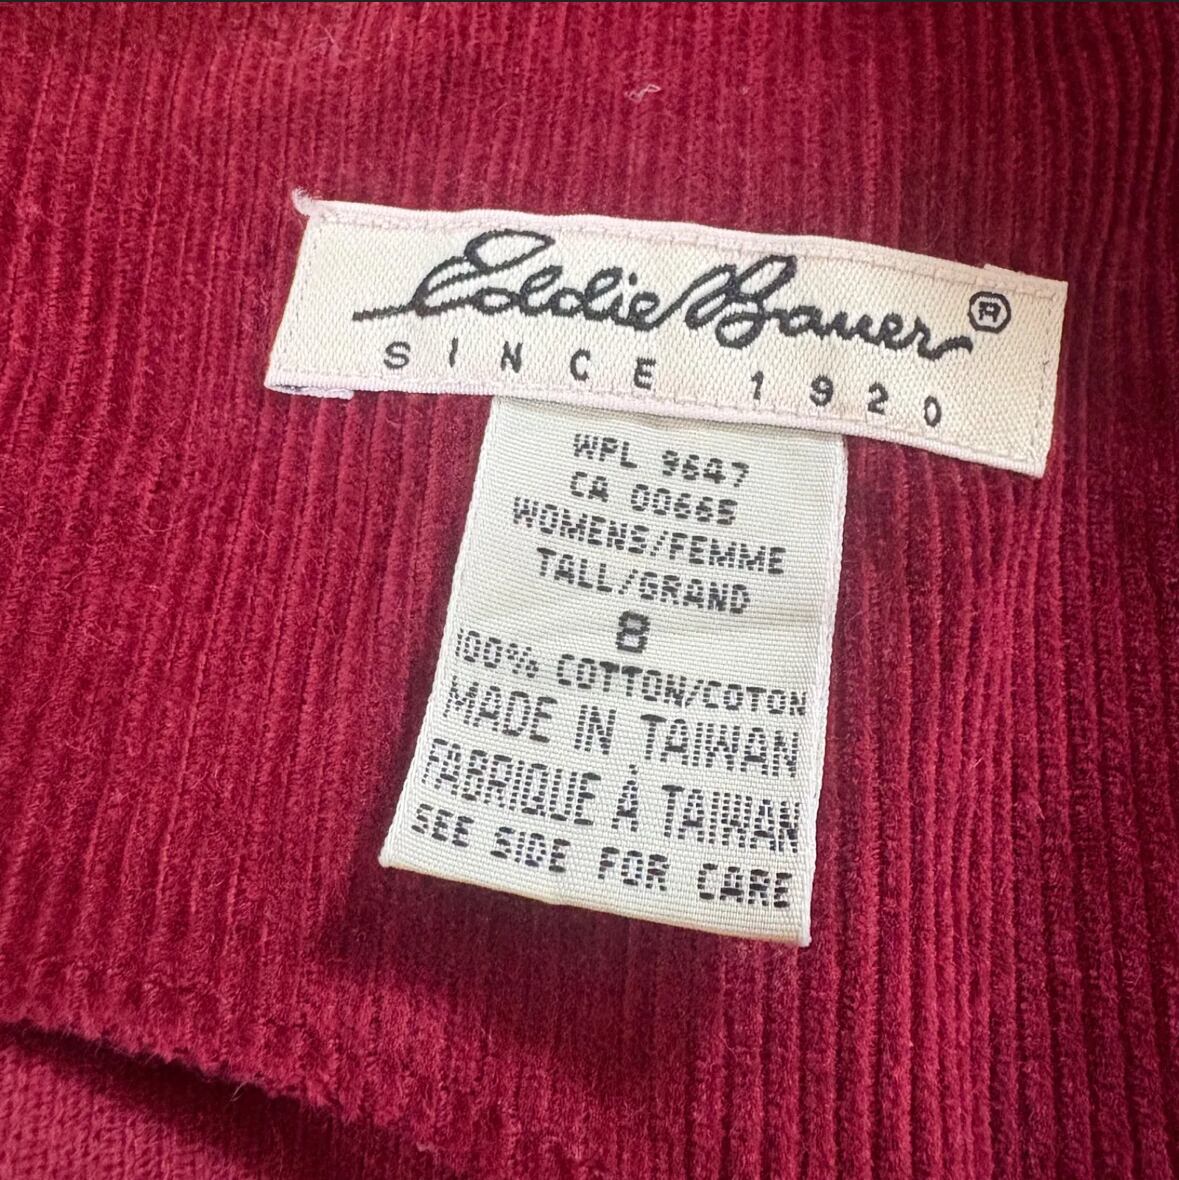 Eddie Bauer®
SINCE 1920
WPL 9647
CA 00665
WOMENS/FEMME
TALL/GRAND
8
100% COTTON/COTON
MADE IN TAIWAN
FABRIQUE À TAIWAN
SEE SIDE FOR CARE